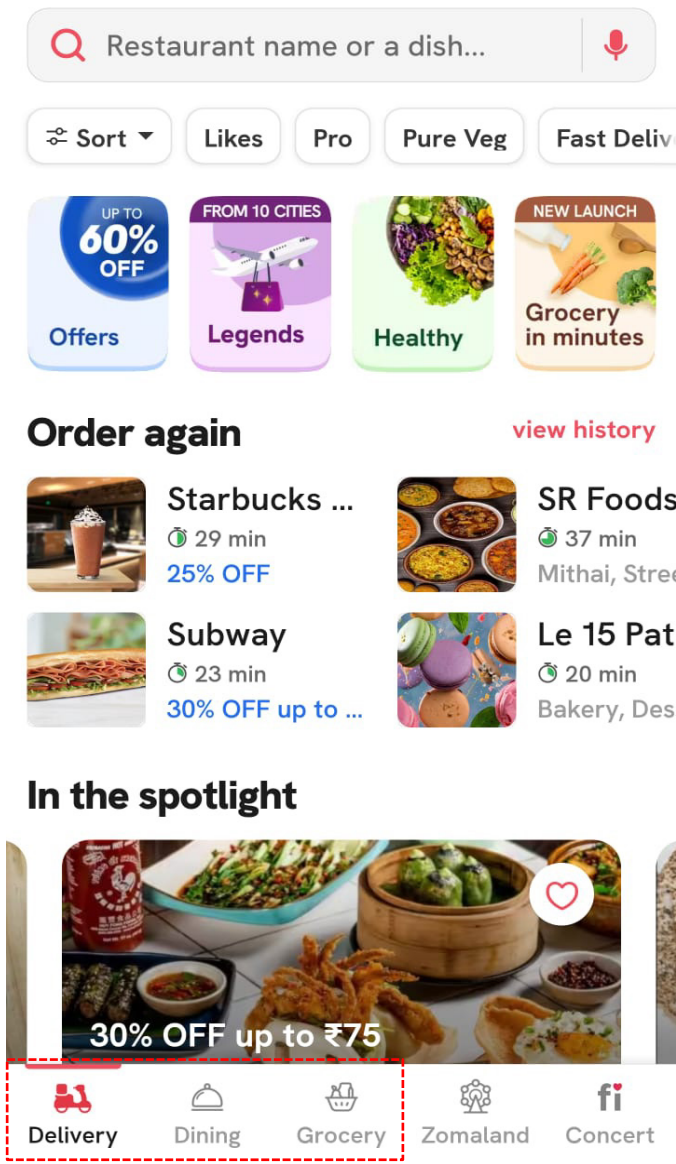 Restaurant name or a dish...
Sort Likes Pro Pure Veg Fast Deliv
UP TO
60%
OFF
Offers
FROM 10 CITIES
Legends
Healthy
NEW LAUNCH
Grocery
in minutes
Order again view history
Starbucks ...
29 min
25% OFF
SR Foods
37 min
Mithai, Stree
Subway
23 min
30% OFF up to ...
Le 15 Pat
20 min
Bakery, Des
In the spotlight
30% OFF up to ₹75
Delivery Dining Grocery Zomaland fi Concert